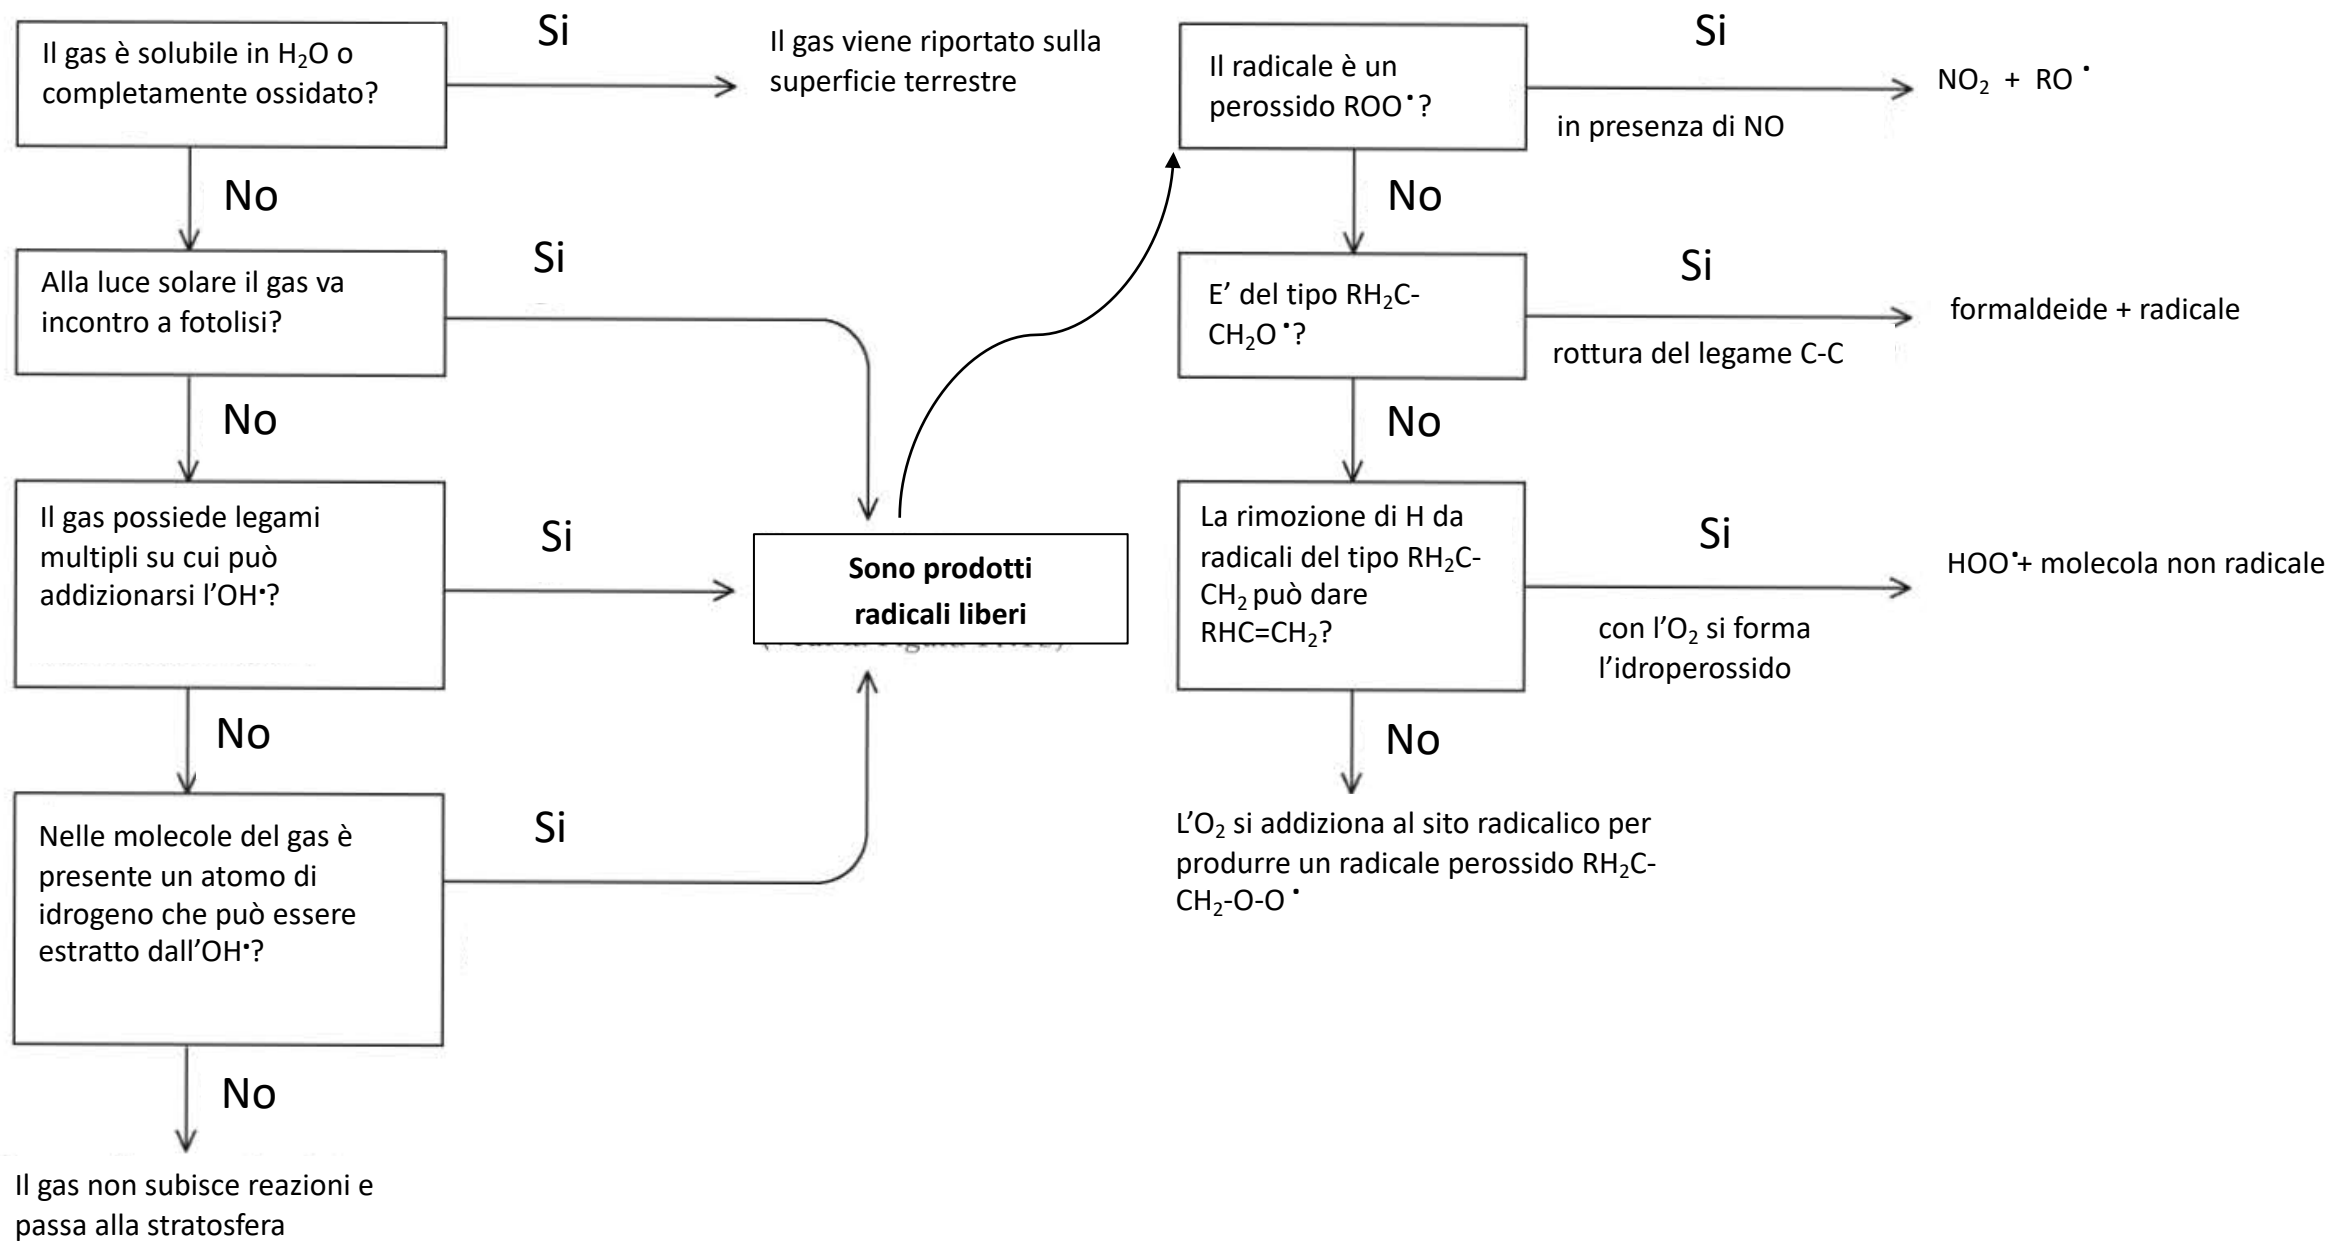 Il gas è solubile in H₂O o
completamente ossidato?
Si
Il gas viene riportato sulla
superficie terrestre
No
Alla luce solare il gas va
incontro a fotolisi?
Si
No
Il gas possiede legami
multipli su cui può
addizionarsi l’OH•?
Si
Sono prodotti
radicali liberi
No
Nelle molecole del gas è
presente un atomo di
idrogeno che può essere
estratto dall’OH•?
Si
No
Il gas non subisce reazioni e
passa alla stratosfera
Il radicale è un
perossido ROO•?
Si
in presenza di NO
NO₂ + RO •
No
E’ del tipo RH₂C-
CH₂O •?
Si
rottura del legame C-C
formaldeide + radicale
No
La rimozione di H da
radicali del tipo RH₂C-
CH₂ può dare
RHC=CH₂?
Si
con l’O₂ si forma
l’idroperossido
HOO•+ molecola non radicale
No
L’O₂ si addiziona al sito radicalico per
produrre un radicale perossido RH₂C-
CH₂-O-O •